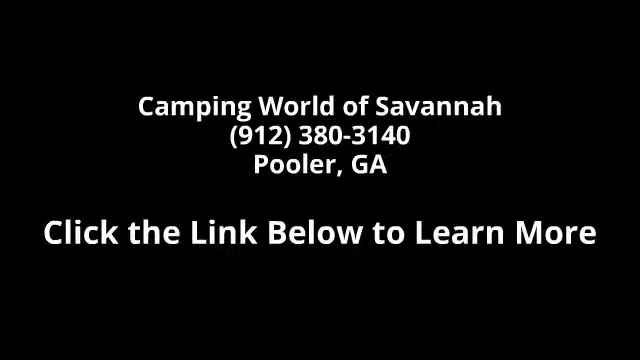 Camping World of Savannah
(912) 380-3140
Pooler, GA
Click the Link Below to Learn More